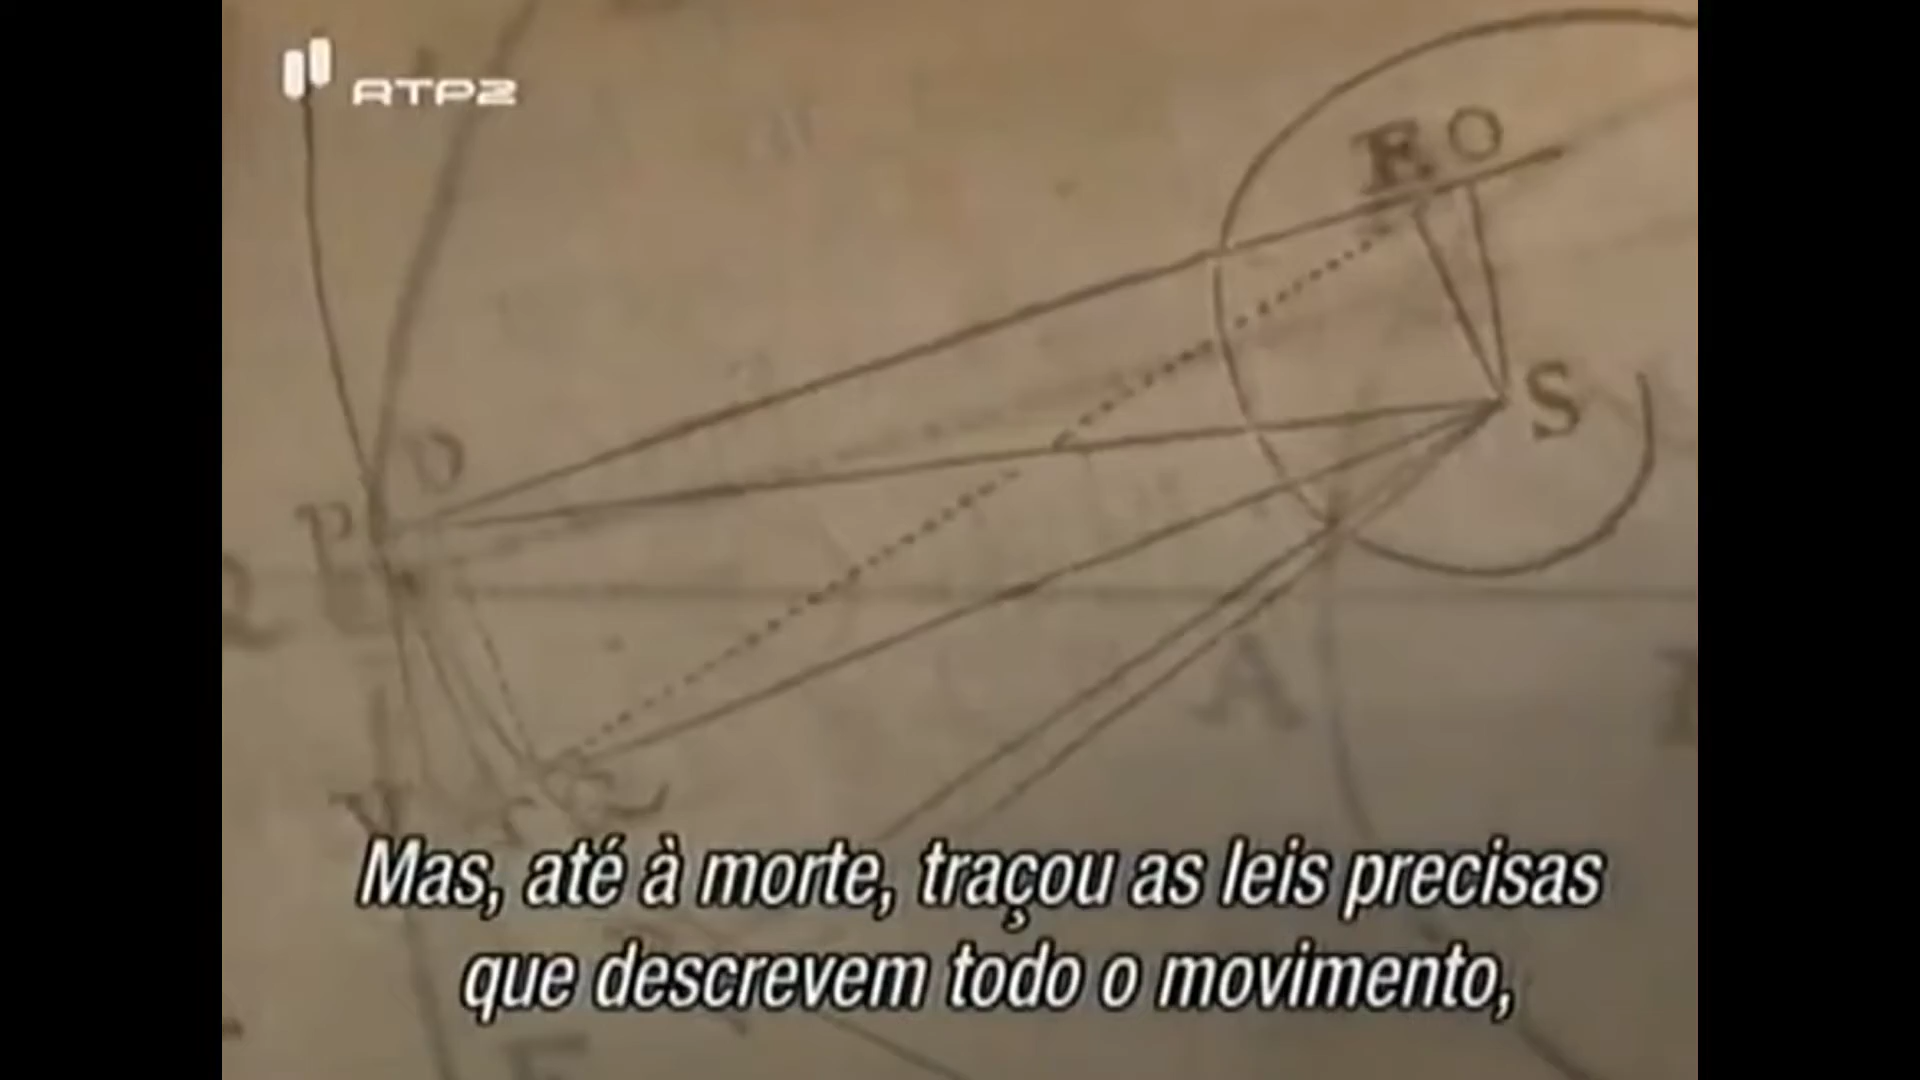 RTP2
E O
S
D
P
A
V
Mas, até à morte, traçou as leis precisas
que descrevem todo o movimento,